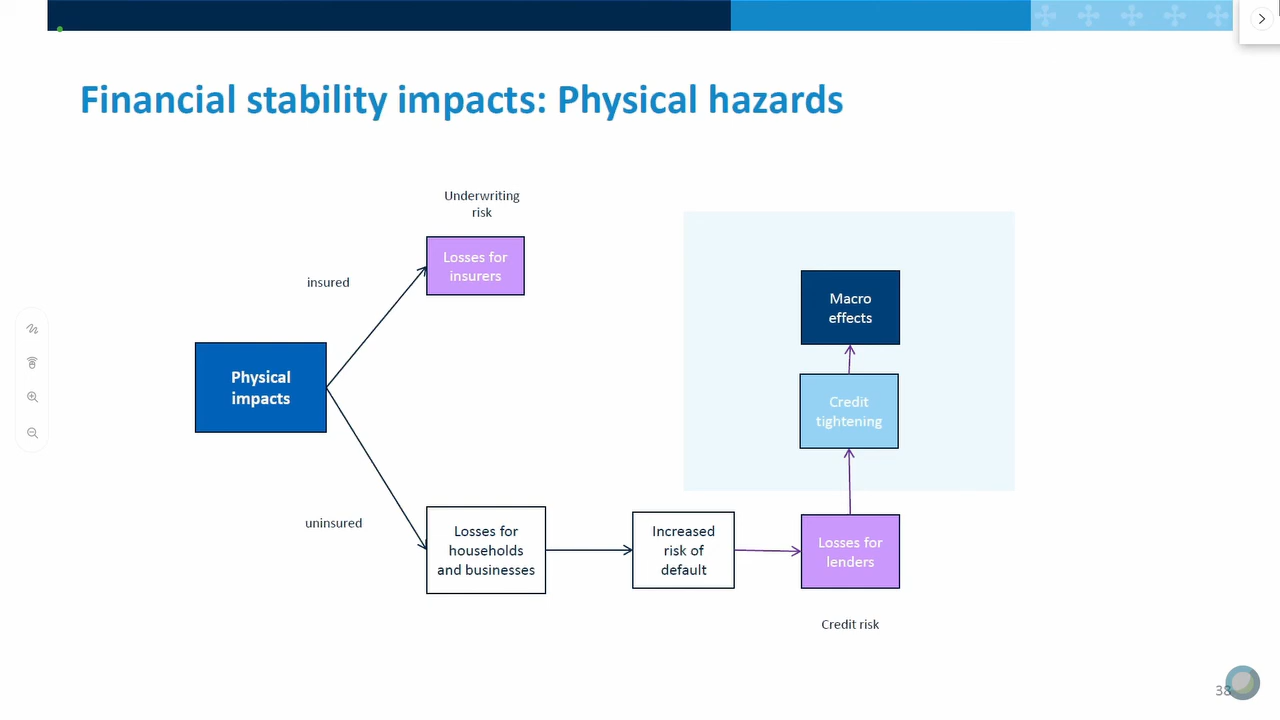 Financial stability impacts: Physical hazards
Underwriting
risk
Losses for
insurers
insured
Physical
impacts
uninsured
Losses for
households
and businesses
Increased
risk of
default
Macro
effects
Credit
tightening
Losses for
lenders
Credit risk
38